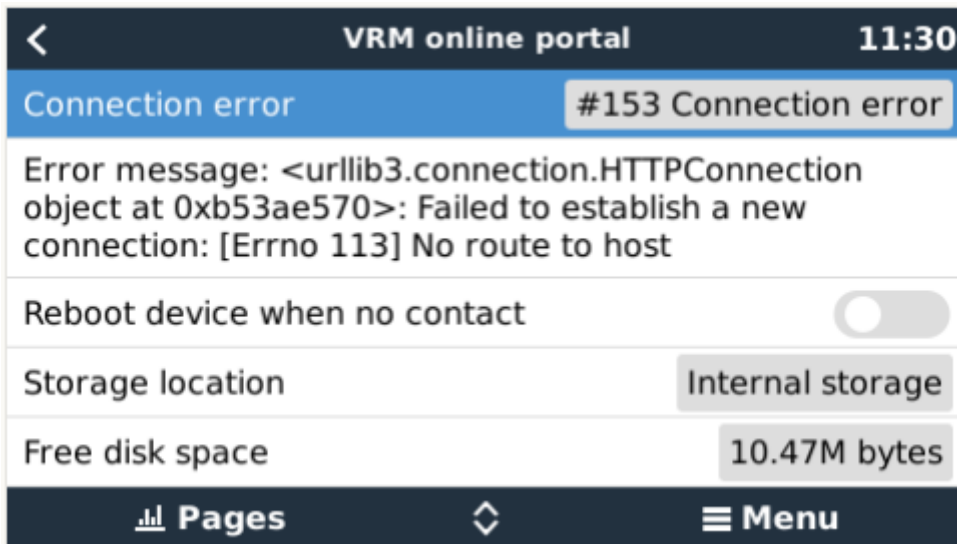 VRM online portal 11:30
Connection error #153 Connection error
Error message: <urllib3.connection.HTTPConnection
object at 0xb53ae570>: Failed to establish a new
connection: [Errno 113] No route to host
Reboot device when no contact
Storage location Internal storage
Free disk space 10.47M bytes
Pages Menu